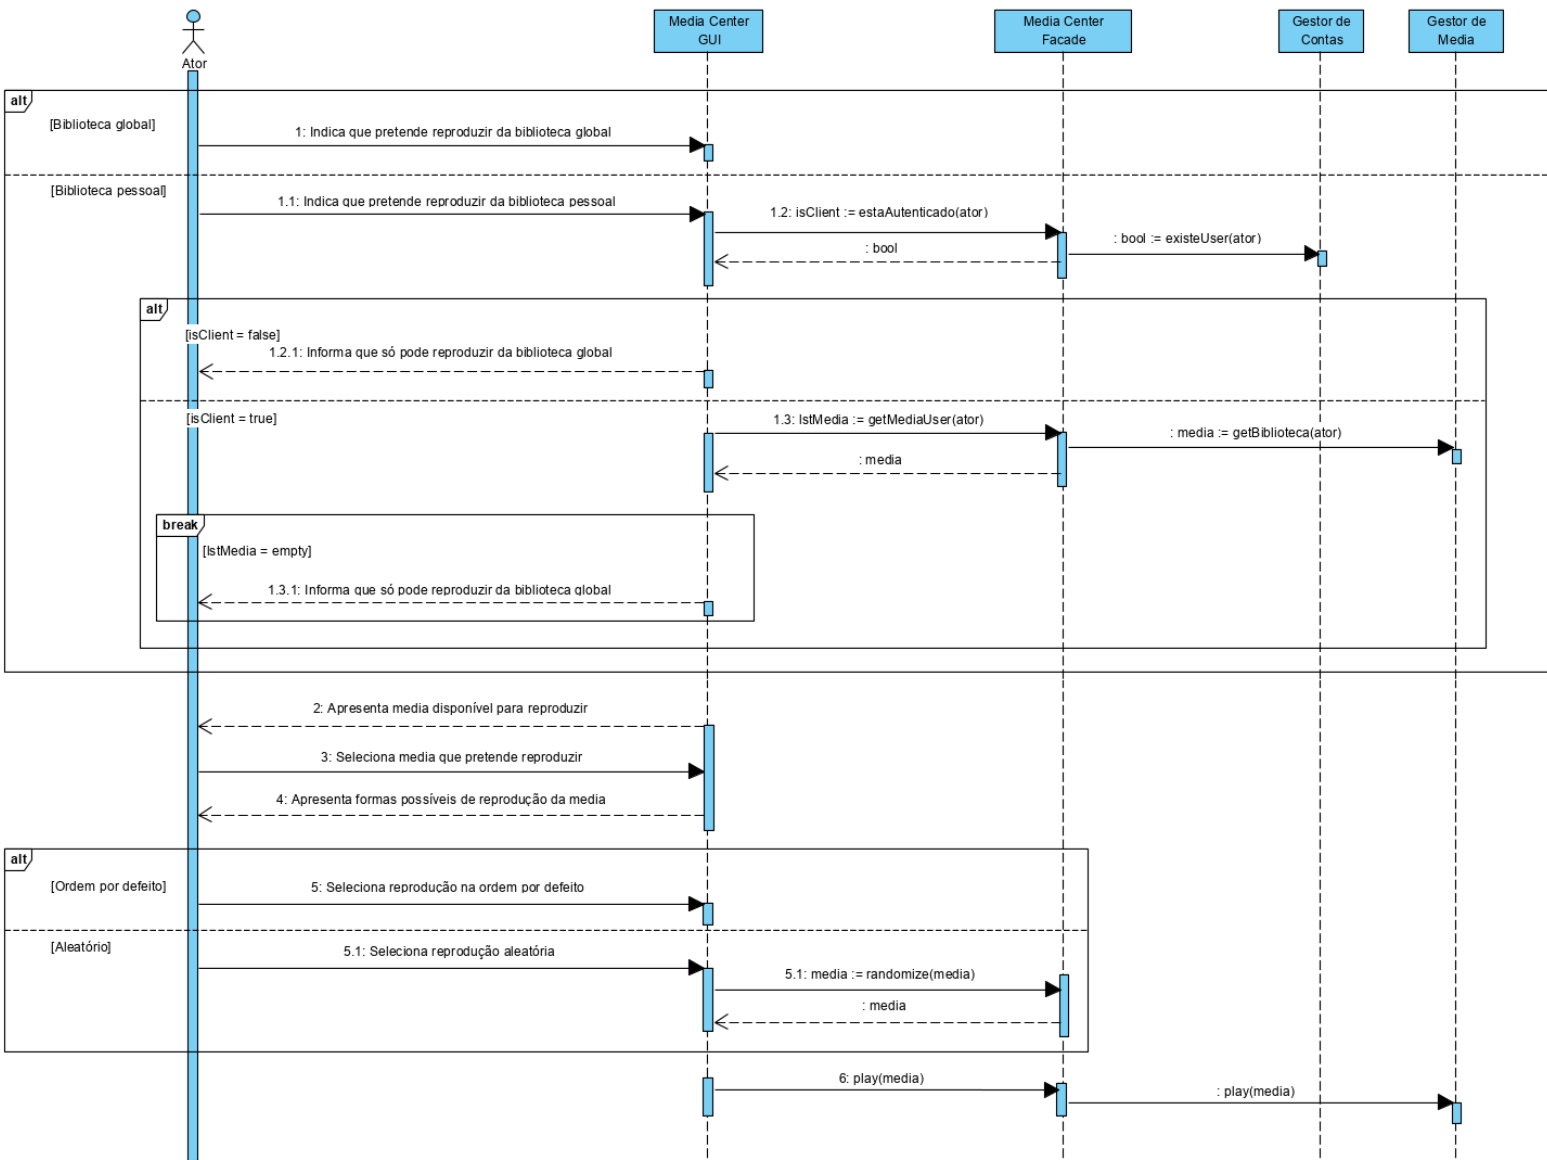 Ator
Media Center
GUI
Media Center
Facade
Gestor de
Contas
Gestor de
Media
alt
[Biblioteca global]
1: Indica que pretende reproduzir da biblioteca global
[Biblioteca pessoal]
1.1: Indica que pretende reproduzir da biblioteca pessoal
1.2: isClient := estaAutenticado(ator)
: bool := existeUser(ator)
: bool
alt
[isClient = false]
1.2.1: Informa que só pode reproduzir da biblioteca global
[isClient = true]
1.3: lstMedia := getMediaUser(ator)
: media := getBiblioteca(ator)
: media
break
[lstMedia = empty]
1.3.1: Informa que só pode reproduzir da biblioteca global
2: Apresenta media disponível para reproduzir
3: Seleciona media que pretende reproduzir
4: Apresenta formas possíveis de reprodução da media
alt
[Ordem por defeito]
5: Seleciona reprodução na ordem por defeito
[Aleatório]
5.1: Seleciona reprodução aleatória
5.1: media := randomize(media)
: media
6: play(media)
: play(media)